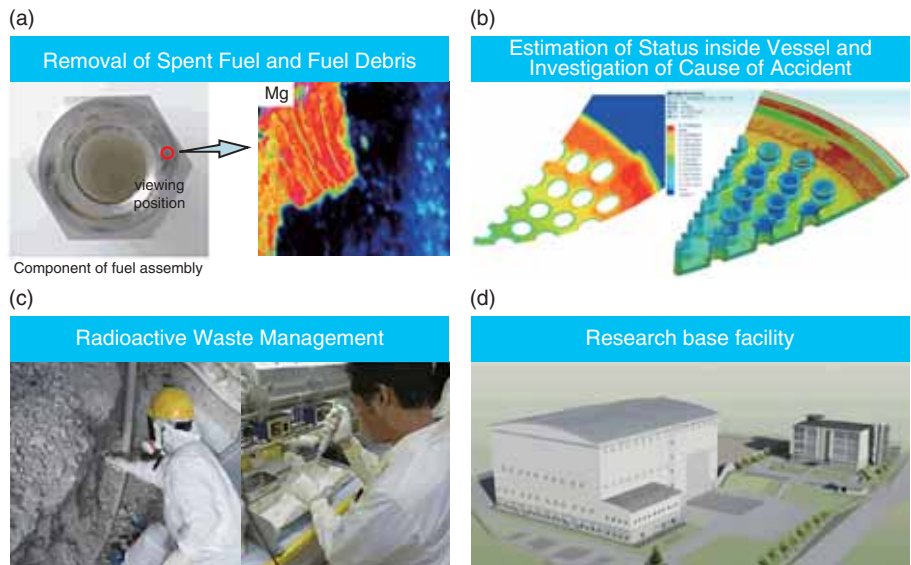 (a)
Removal of Spent Fuel and Fuel Debris
Mg
viewing
position
Component of fuel assembly
(b)
Estimation of Status inside Vessel and
Investigation of Cause of Accident
(c)
Radioactive Waste Management
(d)
Research base facility